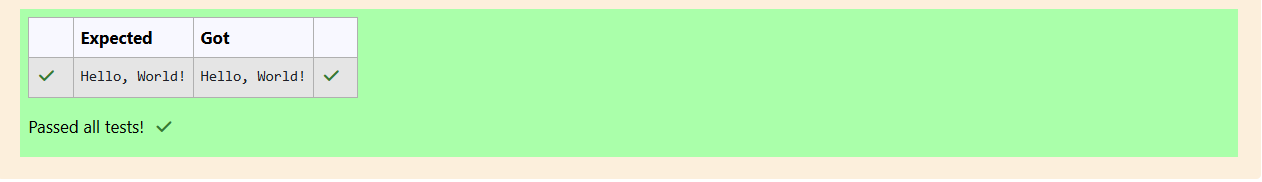 Expected Got
Hello, World! Hello, World!
Passed all tests!